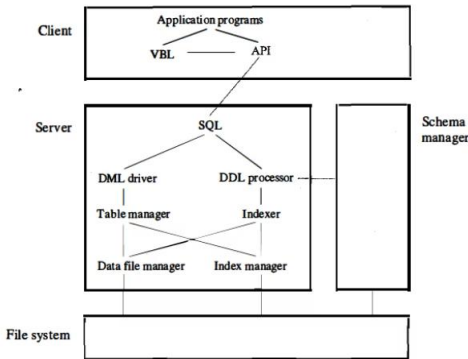 Application programs
Client
VBL
API
Server
SQL
Schema
manager
DML driver
DDL processor
Table manager
Indexer
Data file manager
Index manager
File system